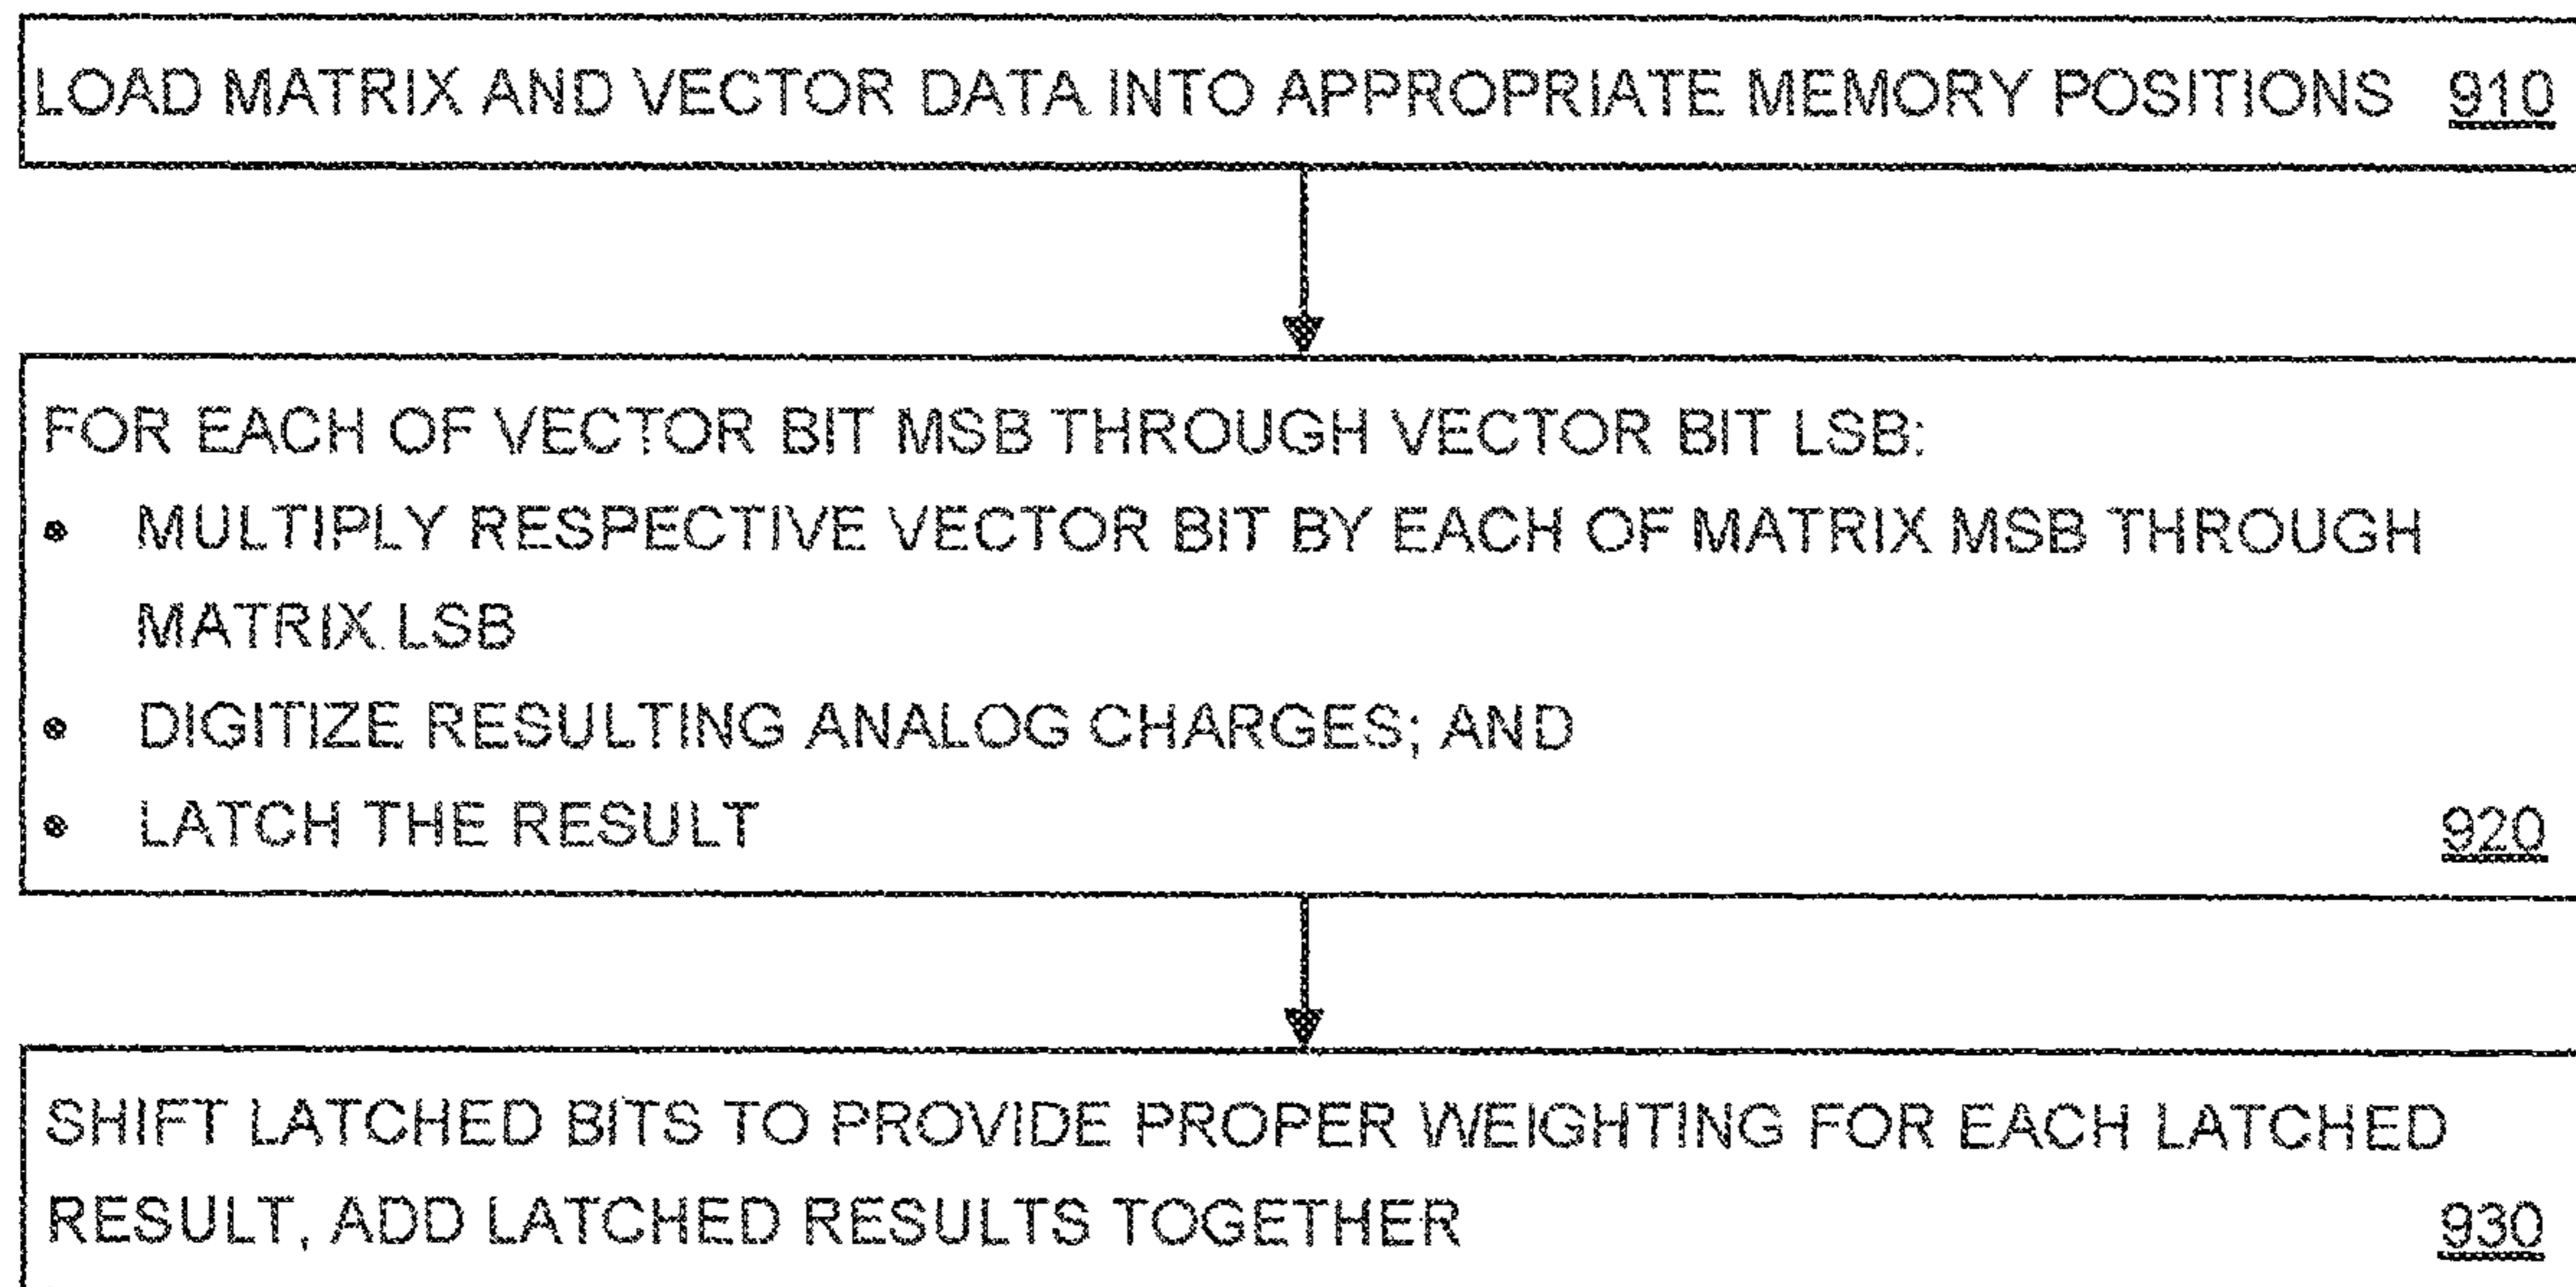 LOAD MATRIX AND VECTOR DATA INTO APPROPRIATE MEMORY POSITIONS 910
FOR EACH OF VECTOR BIT MSB THROUGH VECTOR BIT LSB:
• MULTIPLY RESPECTIVE VECTOR BIT BY EACH OF MATRIX MSB THROUGH
MATRIX LSB
• DIGITIZE RESULTING ANALOG CHARGES; AND
• LATCH THE RESULT 920
SHIFT LATCHED BITS TO PROVIDE PROPER WEIGHTING FOR EACH LATCHED
RESULT, ADD LATCHED RESULTS TOGETHER 930